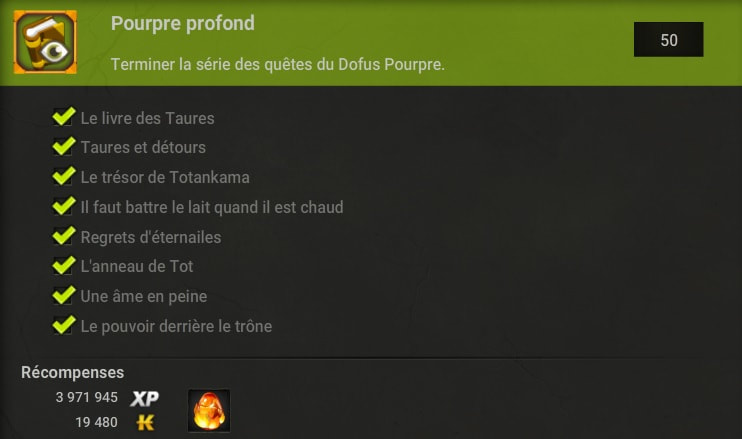 Pourpre profond
50
Terminer la série des quêtes du Dofus Pourpre.
Le livre des Taures
Taures et détours
Le trésor de Totankama
Il faut battre le lait quand il est chaud
Regrets d'éternailes
L'anneau de Tot
Une âme en peine
Le pouvoir derrière le trône
Récompenses
3 971 945 XP
19 480 K